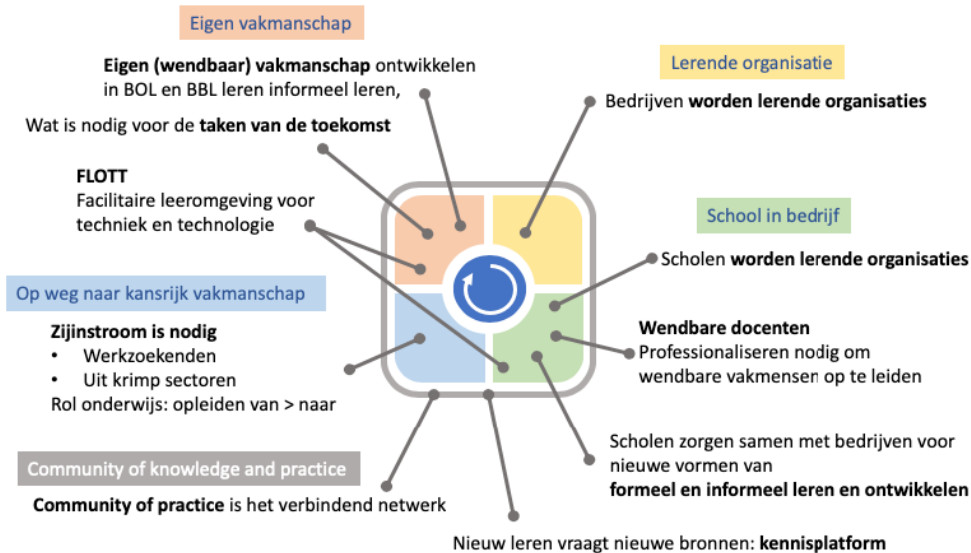 Eigen vakmanschap
Eigen (wendbaar) vakmanschap ontwikkelen
in BOL en BBL leren informeel leren,
Wat is nodig voor de taken van de toekomst
FLOTT
Facilitaire leeromgeving voor
techniek en technologie
Op weg naar kansrijk vakmanschap
Zijinstroom is nodig
• Werkzoekenden
• Uit krimp sectoren
Rol onderwijs: opleiden van > naar
Community of knowledge and practice
Community of practice is het verbindend netwerk
Lerende organisatie
Bedrijven worden lerende organisaties
School in bedrijf
Scholen worden lerende organisaties
Wendbare docenten
Professionaliseren nodig om
wendbare vakmensen op te leiden
Scholen zorgen samen met bedrijven voor
nieuwe vormen van
formeel en informeel leren en ontwikkelen
Nieuw leren vraagt nieuwe bronnen: kennisplatform